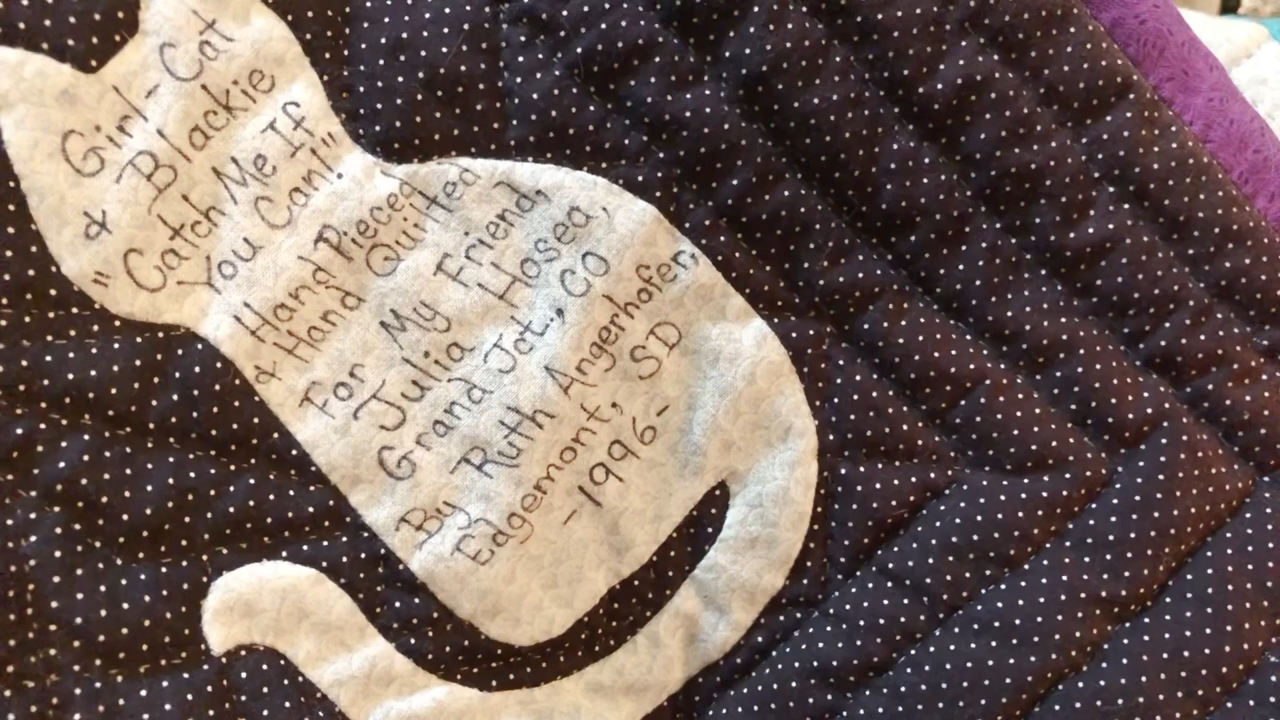 Girl-Cat
& Blackie
"Catch Me If
You Can!"
Hand Pieced
& Hand Quilted
For My Friend,
Julia Hosea,
Grand Jct., CO
By Ruth Angerhofer,
Edgemont, SD
-1996-